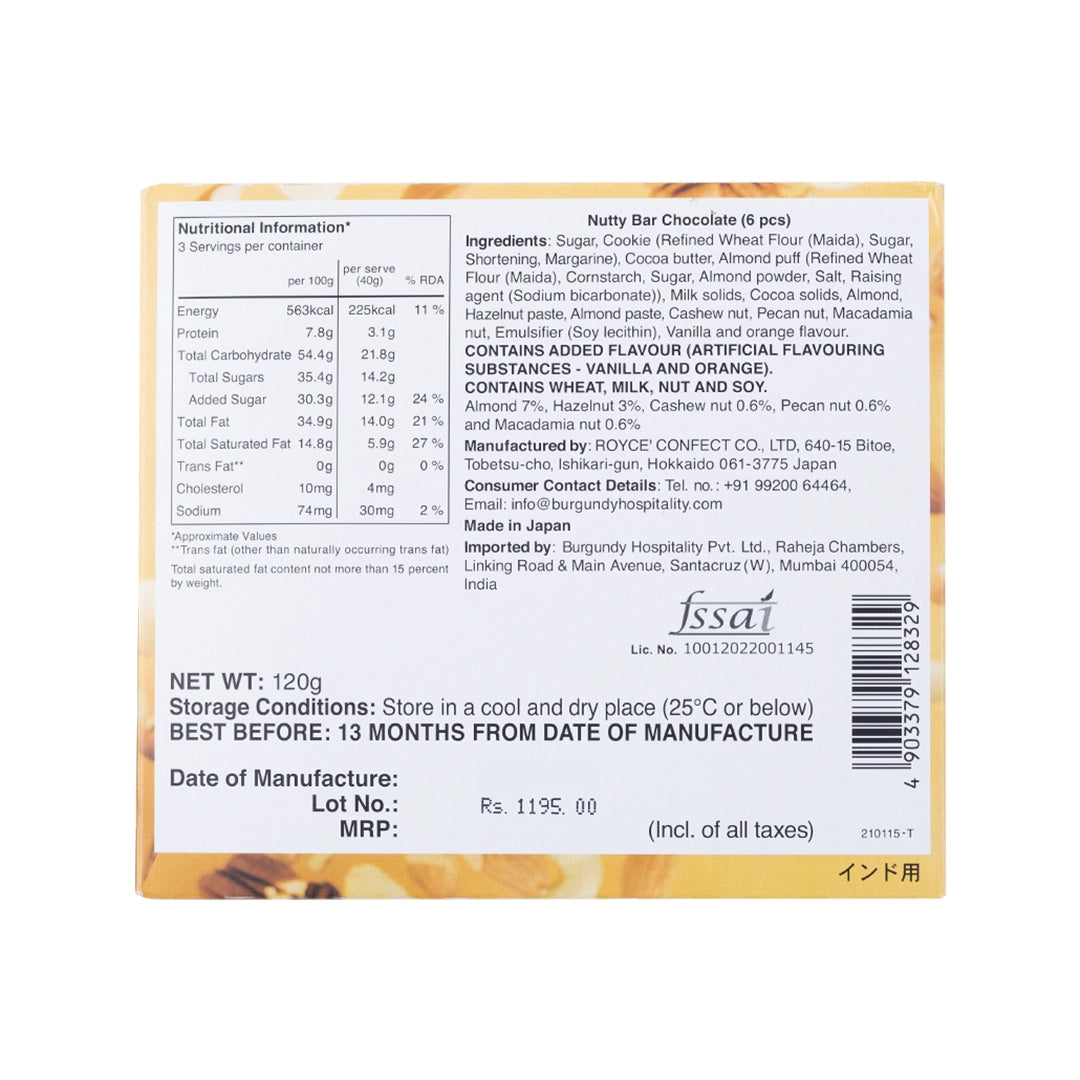 Nutritional Information*
3 Servings per container
per 100g per serve (40g) % RDA
Energy 563kcal 225kcal 11 %
Protein 7.8g 3.1g
Total Carbohydrate 54.4g 21.8g
Total Sugars 35.4g 14.2g
Added Sugar 30.3g 12.1g 24 %
Total Fat 34.9g 14.0g 21 %
Total Saturated Fat 14.8g 5.9g 27 %
Trans Fat** 0g 0g 0 %
Cholesterol 10mg 4mg
Sodium 74mg 30mg 2 %
*Approximate Values
**Trans fat (other than naturally occurring trans fat)
Total saturated fat content not more than 15 percent
by weight.
Nutty Bar Chocolate (6 pcs)
Ingredients: Sugar, Cookie (Refined Wheat Flour (Maida), Sugar,
Shortening, Margarine), Cocoa butter, Almond puff (Refined Wheat
Flour (Maida), Cornstarch, Sugar, Almond powder, Salt, Raising
agent (Sodium bicarbonate)), Milk solids, Cocoa solids, Almond,
Hazelnut paste, Almond paste, Cashew nut, Pecan nut, Macadamia
nut, Emulsifier (Soy lecithin), Vanilla and orange flavour.
CONTAINS ADDED FLAVOUR (ARTIFICIAL FLAVOURING
SUBSTANCES - VANILLA AND ORANGE).
CONTAINS WHEAT, MILK, NUT AND SOY.
Almond 7%, Hazelnut 3%, Cashew nut 0.6%, Pecan nut 0.6%
and Macadamia nut 0.6%
Manufactured by: ROYCE' CONFECT CO., LTD, 640-15 Bitoe,
Tobetsu-cho, Ishikari-gun, Hokkaido 061-3775 Japan
Consumer Contact Details: Tel. no.: +91 99200 64464,
Email: info@burgundyhospitality.com
Made in Japan
Imported by: Burgundy Hospitality Pvt. Ltd., Raheja Chambers,
Linking Road & Main Avenue, Santacruz (W), Mumbai 400054,
India
fssai
Lic. No. 10012022001145
4 903379 128329
NET WT: 120g
Storage Conditions: Store in a cool and dry place (25°C or below)
BEST BEFORE: 13 MONTHS FROM DATE OF MANUFACTURE
Date of Manufacture:
Lot No.: Rs. 1195. 00
MRP: (Incl. of all taxes)
210115-T
インド用